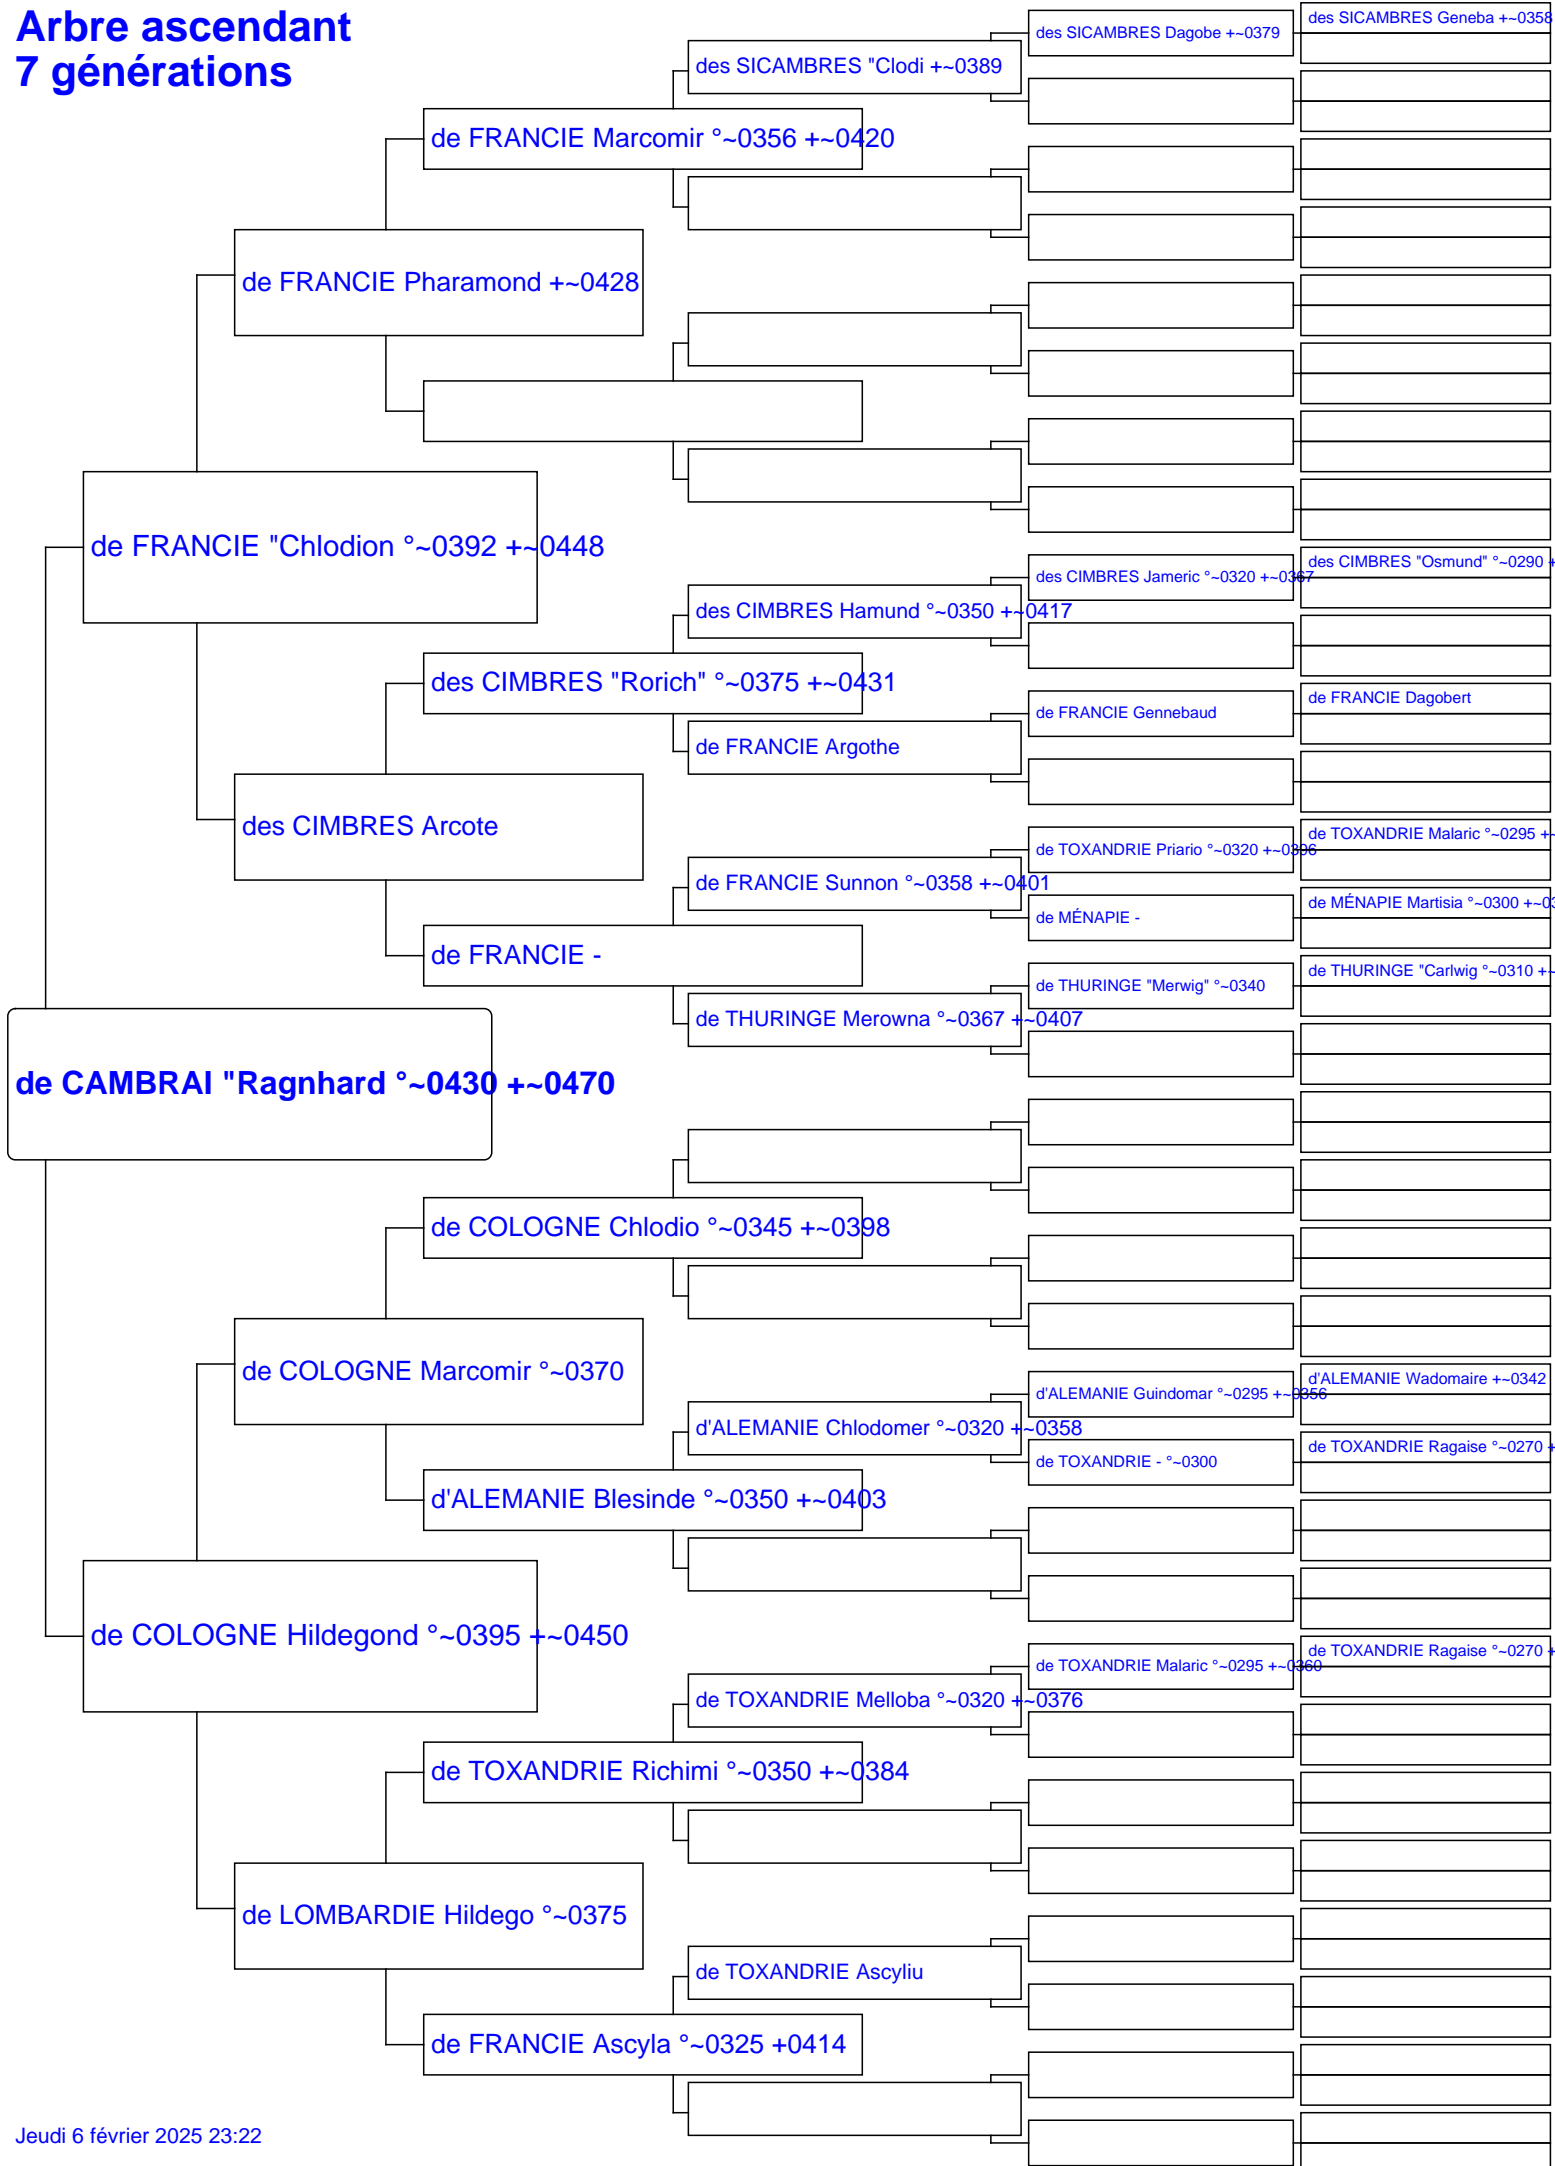 Arbre ascendant
7 générations
de CAMBRAI "Ragnhard °~0430 +~0470
de FRANCIE "Chlodion °~0392 +~0448
de COLOGNE Hildegond °~0395 +~0450
de FRANCIE Pharamond +~0428
des CIMBRES Arcote
de COLOGNE Marcomir °~0370
de LOMBARDIE Hildego °~0375
de FRANCIE Marcomir °~0356 +~0420
des CIMBRES "Rorich" °~0375 +~0431
de FRANCIE -
de COLOGNE Chlodio °~0345 +~0398
d'ALEMANIE Blesinde °~0350 +~0403
de TOXANDRIE Richimi °~0350 +~0384
de FRANCIE Ascyla °~0325 +0414
des SICAMBRES "Clodi +~0389
des CIMBRES Hamund °~0350 +~0417
de FRANCIE Argothe
de FRANCIE Sunnon °~0358 +~0401
de THURINGE Merowna °~0367 +~0407
d'ALEMANIE Chlodomer °~0320 +~0358
de TOXANDRIE Melloba °~0320 +~0376
de TOXANDRIE Ascyliu
des SICAMBRES Dagobe +~0379
des CIMBRES Jameric °~0320 +~0367
de FRANCIE Gennebaud
de TOXANDRIE Priario °~0320 +~0396
de MÉNAPIE -
de THURINGE "Merwig" °~0340
d'ALEMANIE Guindomar °~0295 +~0356
de TOXANDRIE - °~0300
de TOXANDRIE Malaric °~0295 +~0360
des SICAMBRES Geneba +~0358
des CIMBRES "Osmund" °~0290 +
de FRANCIE Dagobert
de TOXANDRIE Malaric °~0295 +~
de MÉNAPIE Martisia °~0300 +~03
de THURINGE "Carlwig °~0310 +~
d'ALEMANIE Wadomaire +~0342
de TOXANDRIE Ragaise °~0270 +
de TOXANDRIE Ragaise °~0270 +
Jeudi 6 février 2025 23:22